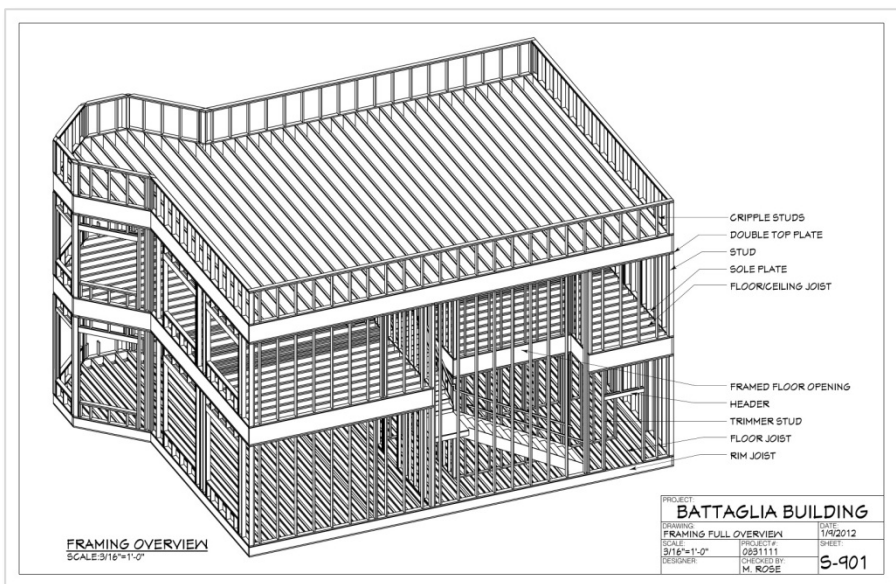 CRIPPLE STUDS
DOUBLE TOP PLATE
STUD
SOLE PLATE
FLOOR/CEILING JOIST
FRAMED FLOOR OPENING
HEADER
TRIMMER STUD
FLOOR JOIST
RIM JOIST
FRAMING OVERVIEW
SCALE:3/16"=1'-0"
PROJECT:
BATTAGLIA BUILDING
DRAWING:
FRAMING FULL OVERVIEW
DATE:
1/9/2012
SCALE:
3/16"=1'-0"
PROJECT#:
0831111
SHEET:
S-901
DESIGNER:
CHECKED BY:
M. ROSE